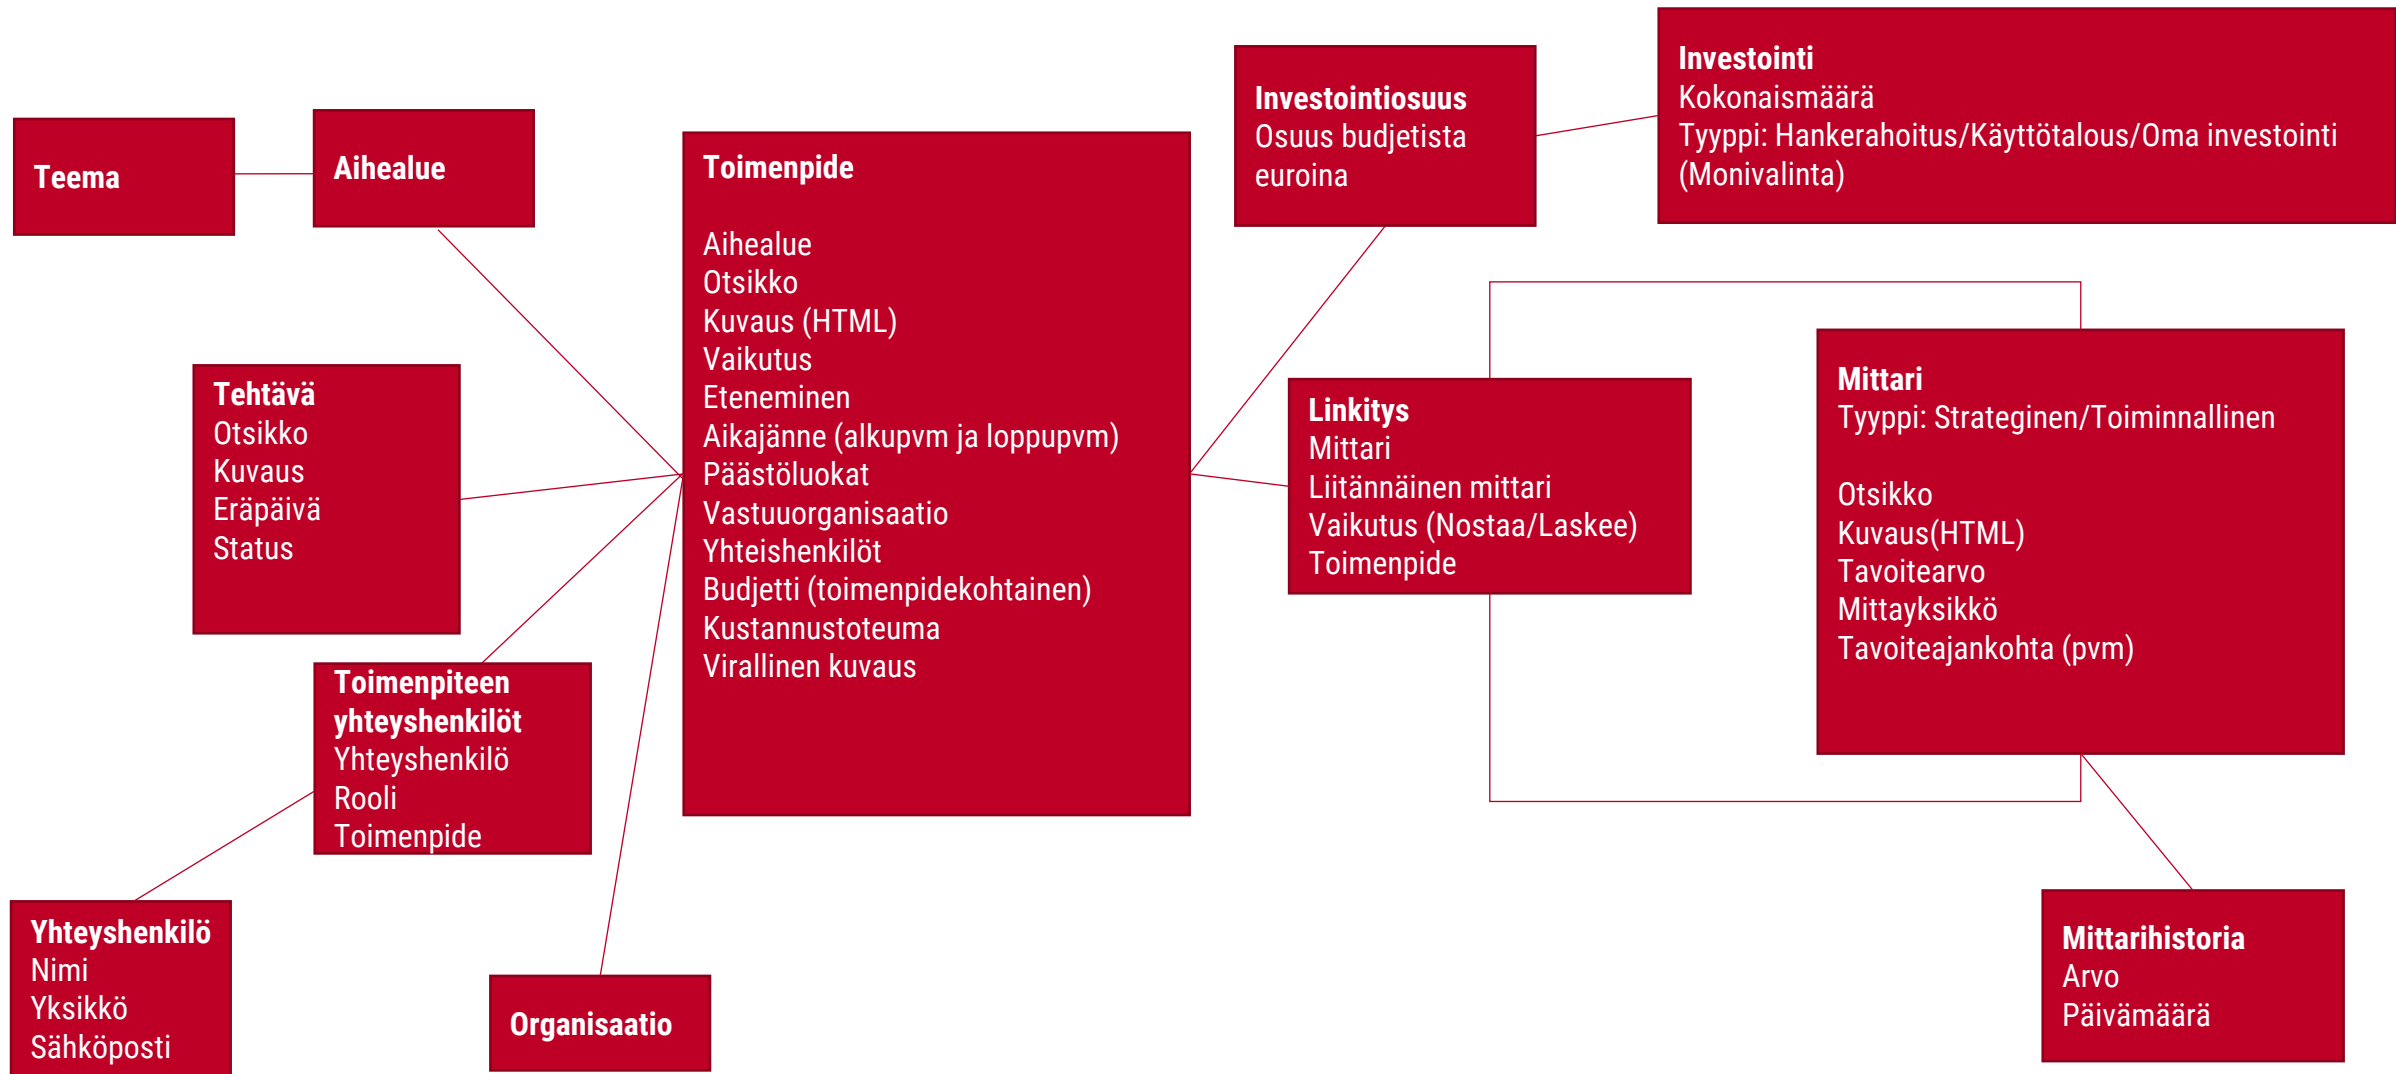 Teema
Aihealue
Tehtävä
Otsikko
Kuvaus
Eräpäivä
Status
Toimenpiteen
yhteyshenkilöt
Yhteyshenkilö
Rooli
Toimenpide
Yhteyshenkilö
Nimi
Yksikkö
Sähköposti
Organisaatio
Toimenpide
Aihealue
Otsikko
Kuvaus (HTML)
Vaikutus
Eteneminen
Aikajänne (alkupvm ja loppupvm)
Päästöluokat
Vastuuorganisaatio
Yhteishenkilöt
Budjetti (toimenpidekohtainen)
Kustannustoteuma
Virallinen kuvaus
Investointiosuus
Osuus budjetista
euroina
Investointi
Kokonaismäärä
Tyyppi: Hankerahoitus/Käyttötalous/Oma investointi
(Monivalinta)
Linkitys
Mittari
Liitännäinen mittari
Vaikutus (Nostaa/Laskee)
Toimenpide
Mittari
Tyyppi: Strateginen/Toiminnallinen
Otsikko
Kuvaus(HTML)
Tavoitearvo
Mittayksikkö
Tavoiteajankohta (pvm)
Mittarihistoria
Arvo
Päivämäärä